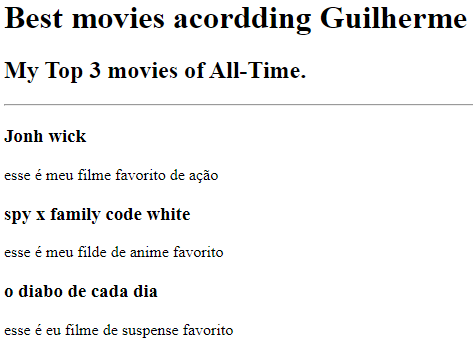 Best movies acordding Guilherme
My Top 3 movies of All-Time.
Jonh wick
esse é meu filme favorito de ação
spy x family code white
esse é meu filde de anime favorito
o diabo de cada dia
esse é eu filme de suspense favorito